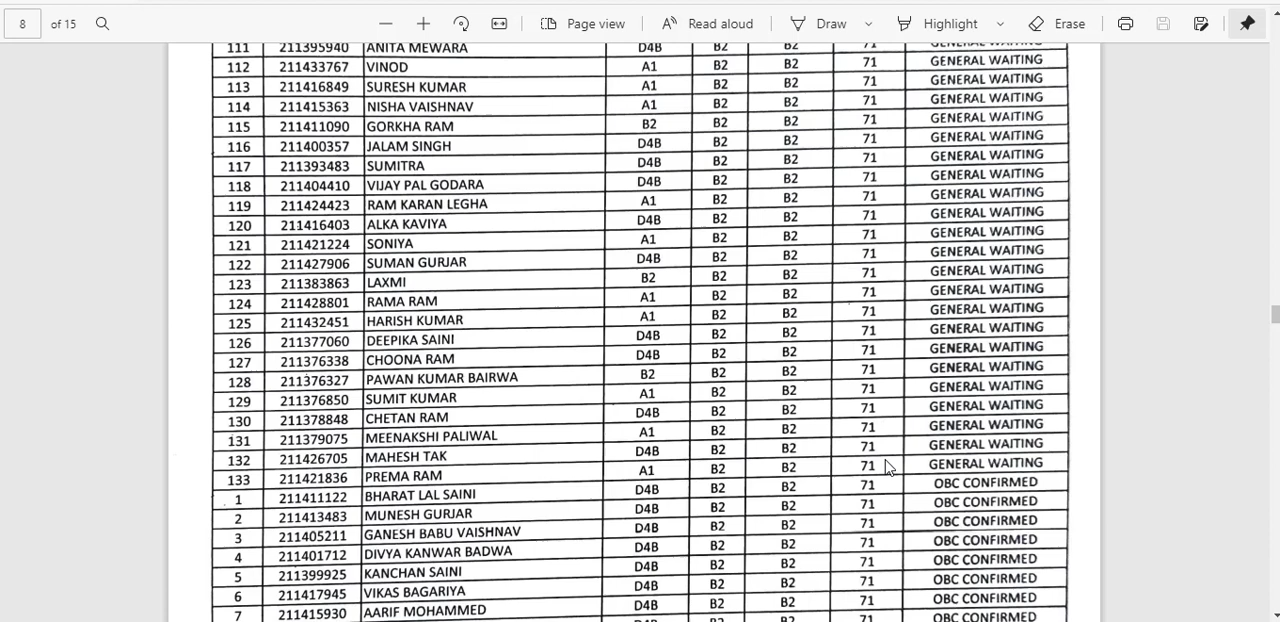 8 of 15 Page view Read aloud Draw Highlight Erase
111 211395940 ANITA MEWARA D4B B2 B2 71 GENERAL WAITING
112 211433767 VINOD A1 B2 B2 71 GENERAL WAITING
113 211416849 SURESH KUMAR A1 B2 B2 71 GENERAL WAITING
114 211415363 NISHA VAISHNAV A1 B2 B2 71 GENERAL WAITING
115 211411090 GORKHA RAM B2 B2 B2 71 GENERAL WAITING
116 211400357 JALAM SINGH D4B B2 B2 71 GENERAL WAITING
117 211393483 SUMITRA D4B B2 B2 71 GENERAL WAITING
118 211404410 VIJAY PAL GODARA D4B B2 B2 71 GENERAL WAITING
119 211424423 RAM KARAN LEGHA A1 B2 B2 71 GENERAL WAITING
120 211416403 ALKA KAVIYA D4B B2 B2 71 GENERAL WAITING
121 211421224 SONIYA A1 B2 B2 71 GENERAL WAITING
122 211427906 SUMAN GURJAR D4B B2 B2 71 GENERAL WAITING
123 211383863 LAXMI B2 B2 B2 71 GENERAL WAITING
124 211428801 RAMA RAM A1 B2 B2 71 GENERAL WAITING
125 211432451 HARISH KUMAR A1 B2 B2 71 GENERAL WAITING
126 211377060 DEEPIKA SAINI D4B B2 B2 71 GENERAL WAITING
127 211376338 CHOONA RAM D4B B2 B2 71 GENERAL WAITING
128 211376327 PAWAN KUMAR BAIRWA B2 B2 B2 71 GENERAL WAITING
129 211376850 SUMIT KUMAR A1 B2 B2 71 GENERAL WAITING
130 211378848 CHETAN RAM D4B B2 B2 71 GENERAL WAITING
131 211379075 MEENAKSHI PALIWAL A1 B2 B2 71 GENERAL WAITING
132 211426705 MAHESH TAK D4B B2 B2 71 GENERAL WAITING
133 211421836 PREMA RAM A1 B2 B2 71 GENERAL WAITING
1 211411122 BHARAT LAL SAINI D4B B2 B2 71 OBC CONFIRMED
2 211413483 MUNESH GURJAR D4B B2 B2 71 OBC CONFIRMED
3 211405211 GANESH BABU VAISHNAV D4B B2 B2 71 OBC CONFIRMED
4 211401712 DIVYA KANWAR BADWA D4B B2 B2 71 OBC CONFIRMED
5 211399925 KANCHAN SAINI D4B B2 B2 71 OBC CONFIRMED
6 211417945 VIKAS BAGARIYA D4B B2 B2 71 OBC CONFIRMED
7 211415930 AARIF MOHAMMED D4B B2 B2 71 OBC CONFIRMED
OBC CONFIRMED